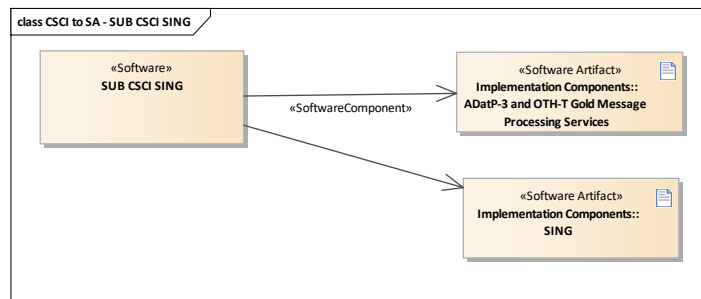 class CSCI to SA - SUB CSCI SING
«Software»
SUB CSCI SING
«SoftwareComponent»
«Software Artifact»
Implementation Components::
ADatP-3 and OTH-T Gold Message
Processing Services
«Software Artifact»
Implementation Components::
SING